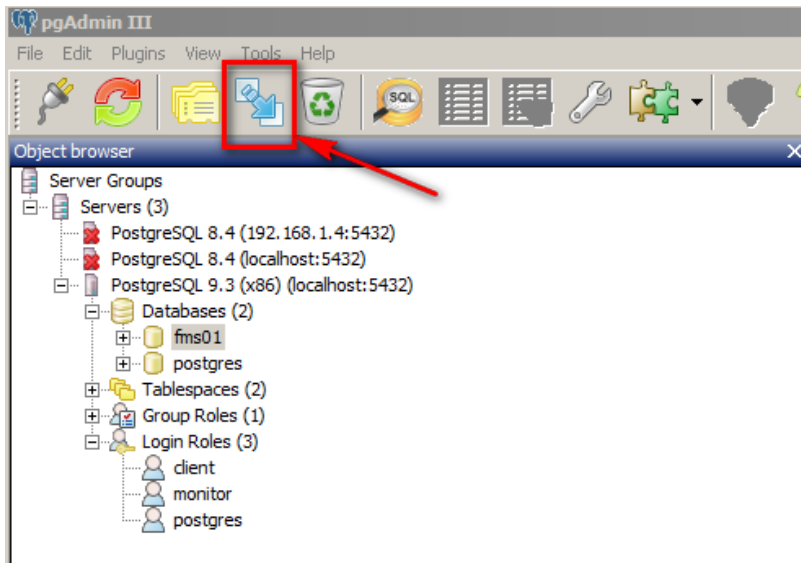 pgAdmin III
File Edit Plugins View Tools Help
SQL
Object browser
Server Groups
Servers (3)
PostgreSQL 8.4 (192.168.1.4:5432)
PostgreSQL 8.4 (localhost:5432)
PostgreSQL 9.3 (x86) (localhost:5432)
Databases (2)
fms01
postgres
Tablespaces (2)
Group Roles (1)
Login Roles (3)
client
monitor
postgres